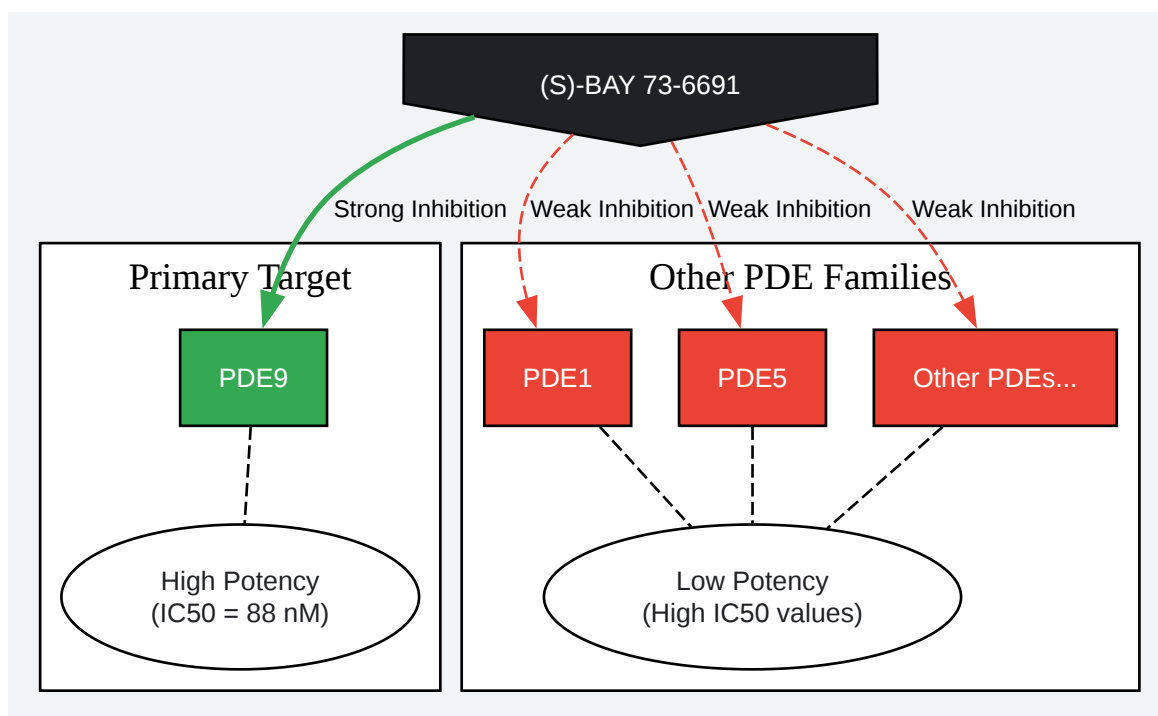 (S)-BAY 73-6691
Strong Inhibition
Weak Inhibition
Weak Inhibition
Weak Inhibition
Primary Target
Other PDE Families
PDE9
PDE1
PDE5
Other PDEs...
High Potency
(IC50 = 88 nM)
Low Potency
(High IC50 values)